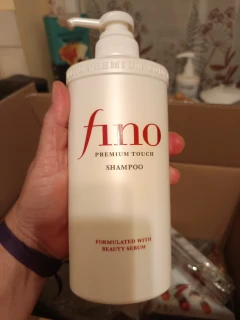 fino
PREMIUM TOUCH
SHAMPOO
FORMULATED WITH
BEAUTY SERUM